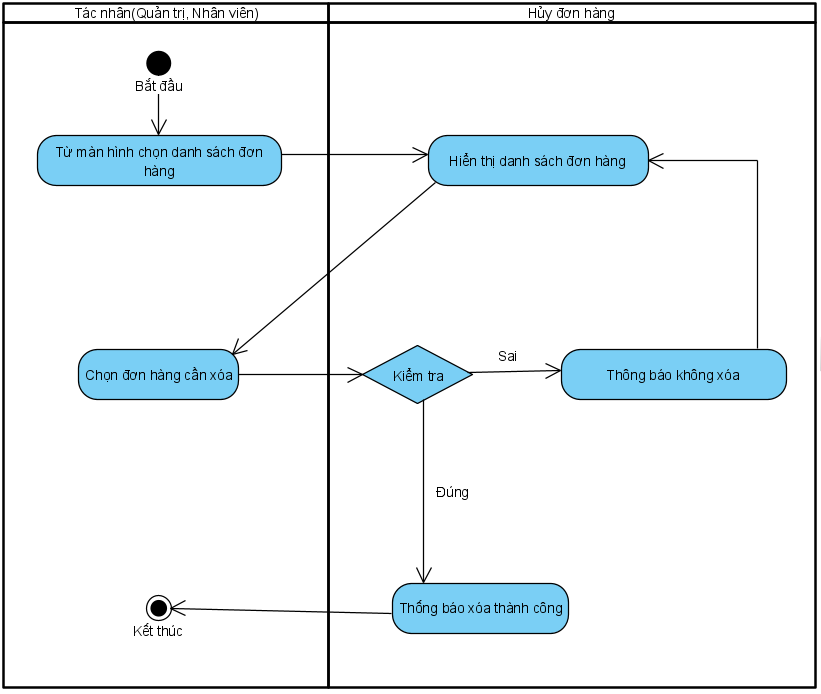 Tác nhân(Quản trị, Nhân viên)
Hủy đơn hàng
Bắt đầu
Từ màn hình chọn danh sách đơn
hàng
Hiển thị danh sách đơn hàng
Chọn đơn hàng cần xóa
Kiểm tra
Sai
Thông báo không xóa
Đúng
Thống báo xóa thành công
Kết thúc